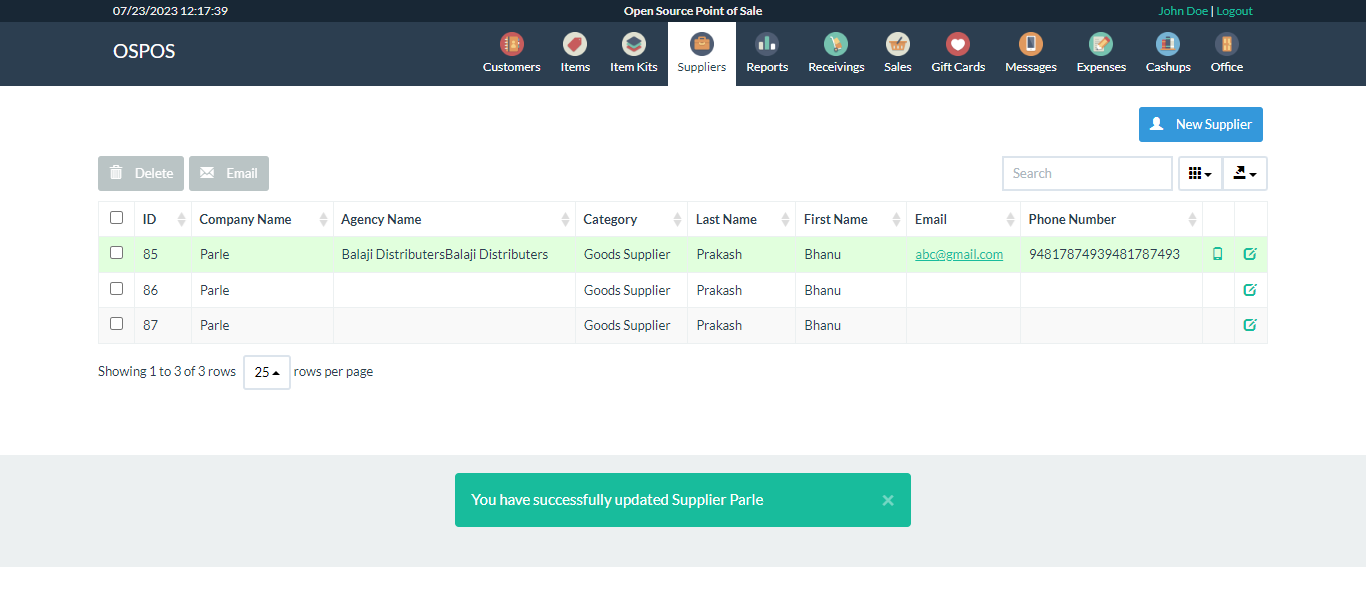 07/23/2023 12:17:39 Open Source Point of Sale John Doe | Logout
OSPOS Customers Items Item Kits Suppliers Reports Receivings Sales Gift Cards Messages Expenses Cashups Office
New Supplier
Delete Email Search
ID Company Name Agency Name Category Last Name First Name Email Phone Number
85 Parle Balaji DistributersBalaji Distributers Goods Supplier Prakash Bhanu abc@gmail.com 94817874939481787493
86 Parle Goods Supplier Prakash Bhanu
87 Parle Goods Supplier Prakash Bhanu
Showing 1 to 3 of 3 rows 25 rows per page
You have successfully updated Supplier Parle ×